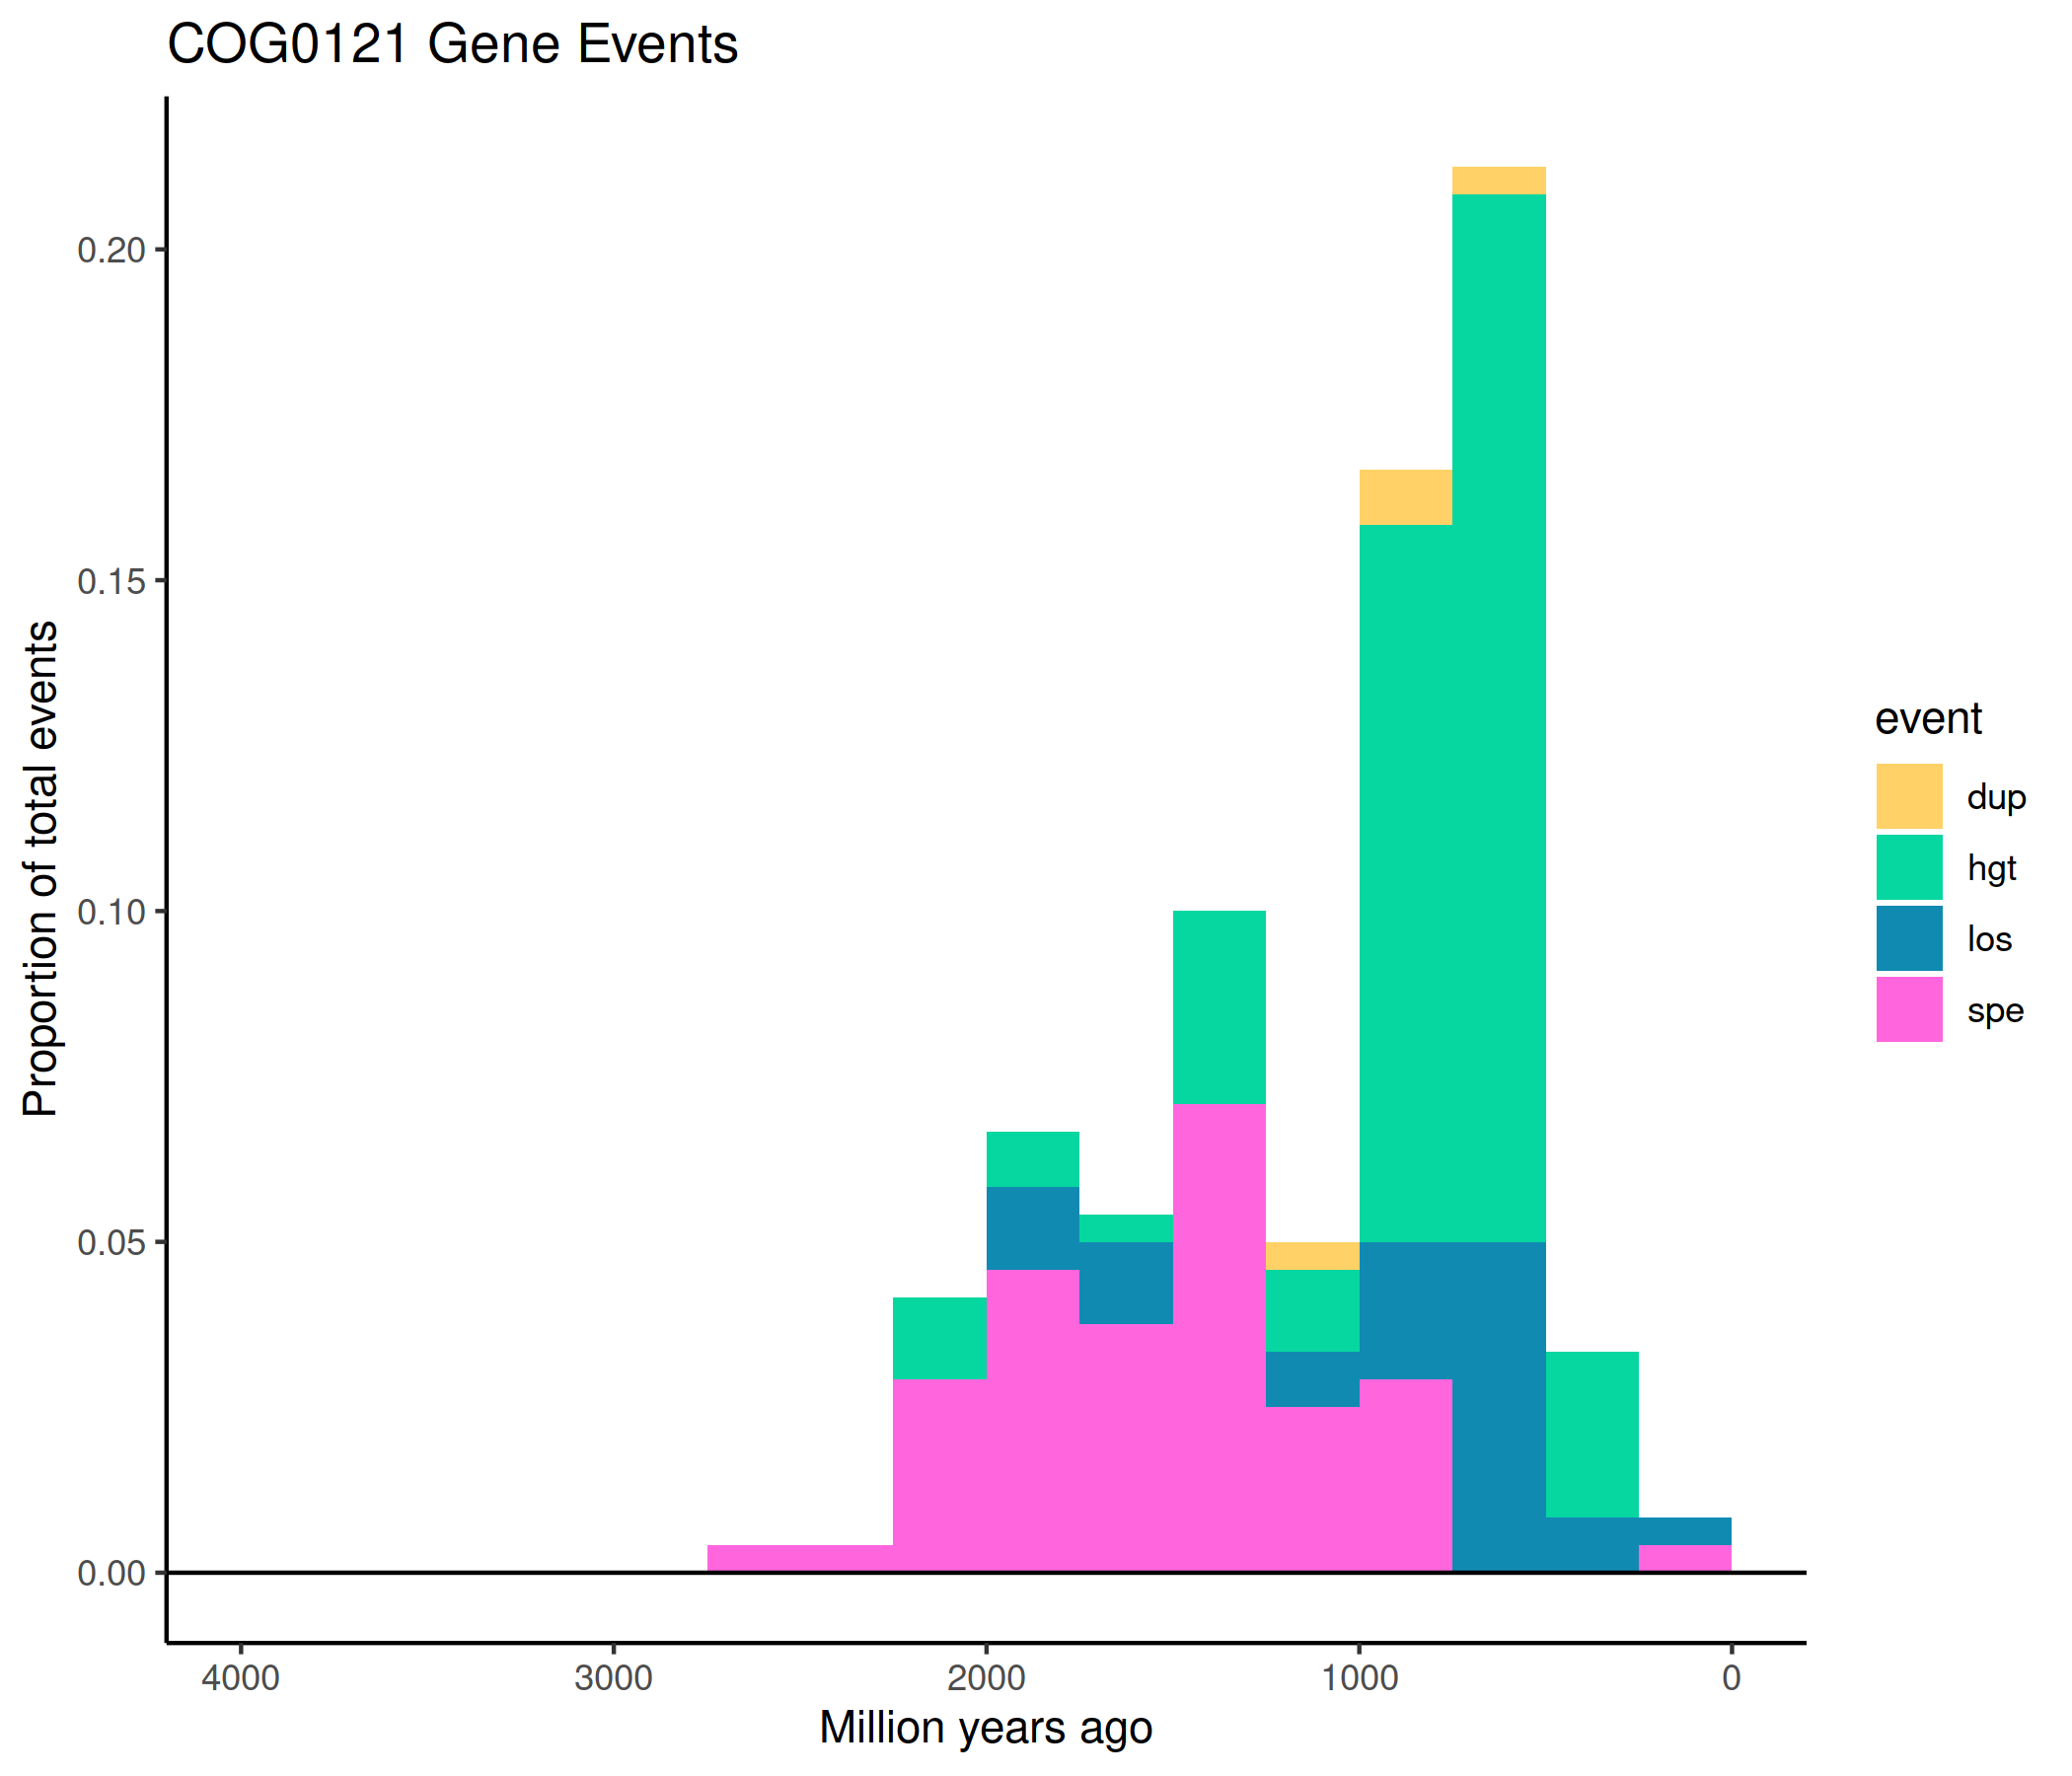 COG0121 Gene Events
Proportion of total events
0.20
0.15
0.10
0.05
0.00
4000 3000 2000 1000 0
Million years ago
event
dup
hgt
los
spe